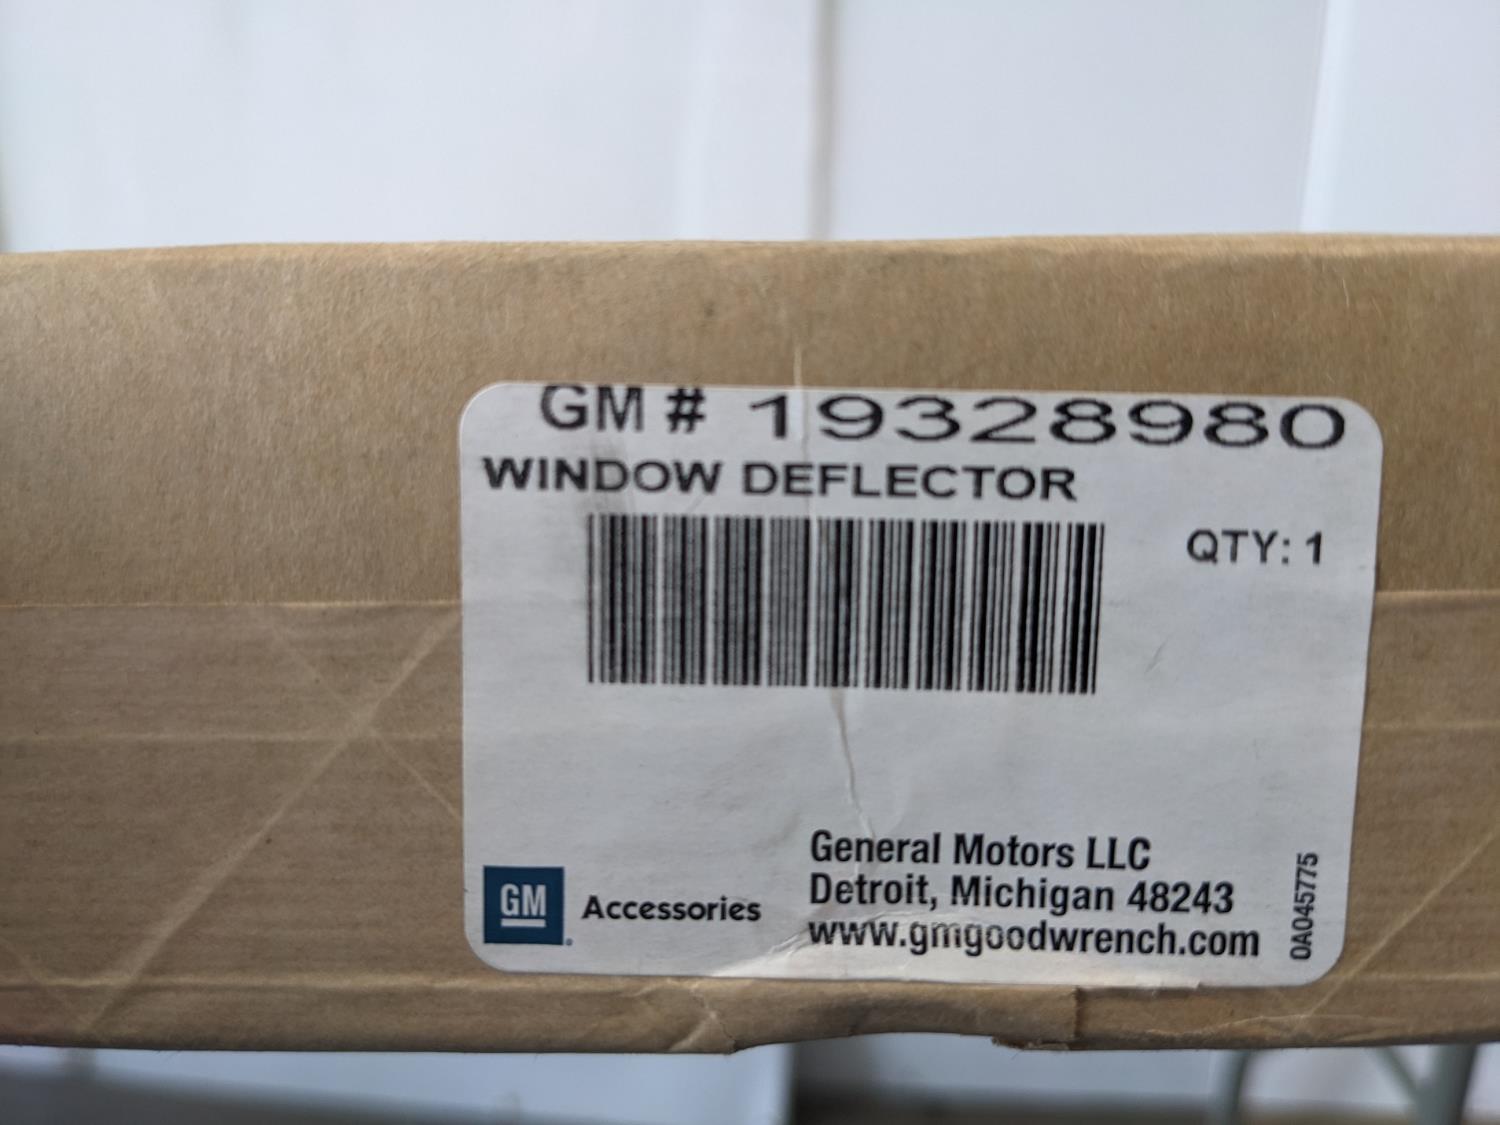 GM # 19328980
WINDOW DEFLECTOR
QTY: 1
General Motors LLC
Detroit, Michigan 48243
www.gmgoodwrench.com
GM Accessories
0A045775